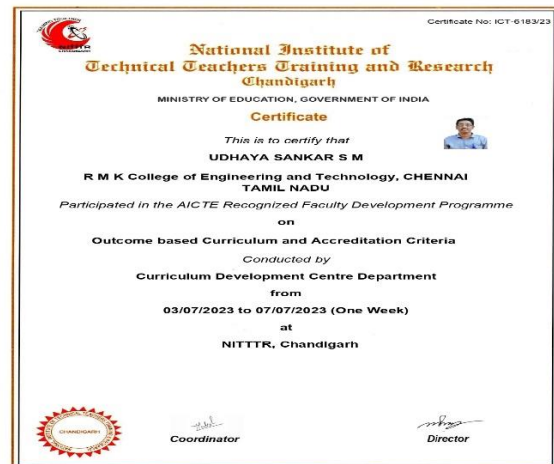 Certificate No: ICT-6183/23
NITTTR
CHANDIGARH
National Institute of
Technical Teachers Training and Research
Chandigarh
MINISTRY OF EDUCATION, GOVERNMENT OF INDIA
Certificate
This is to certify that
UDHAYA SANKAR S M
R M K College of Engineering and Technology, CHENNAI
TAMIL NADU
Participated in the AICTE Recognized Faculty Development Programme
on
Outcome based Curriculum and Accreditation Criteria
Conducted by
Curriculum Development Centre Department
from
03/07/2023 to 07/07/2023 (One Week)
at
NITTTR, Chandigarh
CHANDIGARH
Coordinator
Director